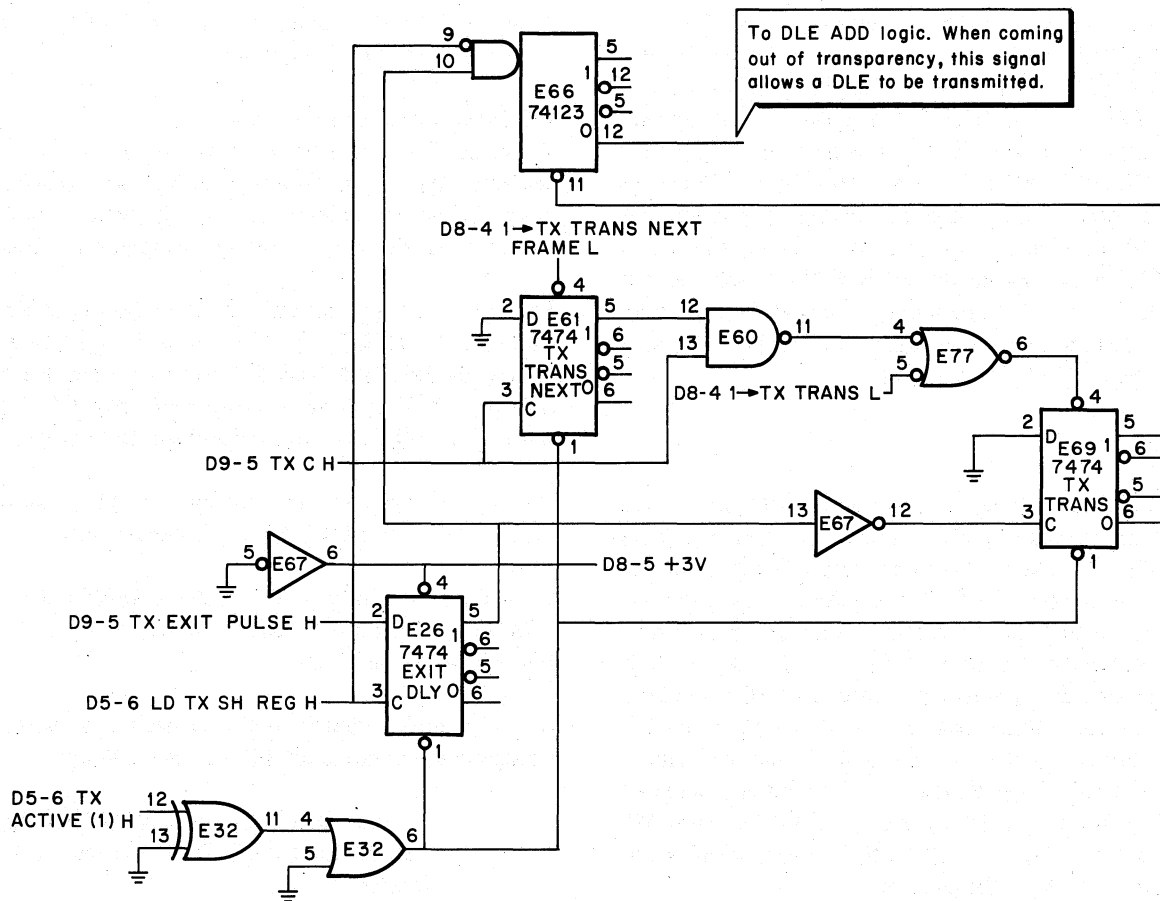 To DLE ADD logic. When coming
out of transparency, this signal
allows a DLE to be transmitted.
9
10
E66
74123
1
0
5
12
5
12
11
D8-4 1→TX TRANS NEXT
FRAME L
4
2
D E61
7474
1
TX
TRANS
NEXT 0
5
6
5
6
3
C
1
12
13
E60
11
4
5
E77
6
D8-4 1→TX TRANS L
4
2
D
E69 1
7474
TX
TRANS
0
5
6
5
6
3
C
1
D9-5 TX C H
13
E67
12
5
E67
6
D8-5 +3V
4
D9-5 TX EXIT PULSE H
2
D
E26 1
7474
EXIT
DLY 0
5
6
5
6
D5-6 LD TX SH REG H
3
C
1
D5-6 TX
ACTIVE (1) H
12
13
E32
11
4
5
E32
6